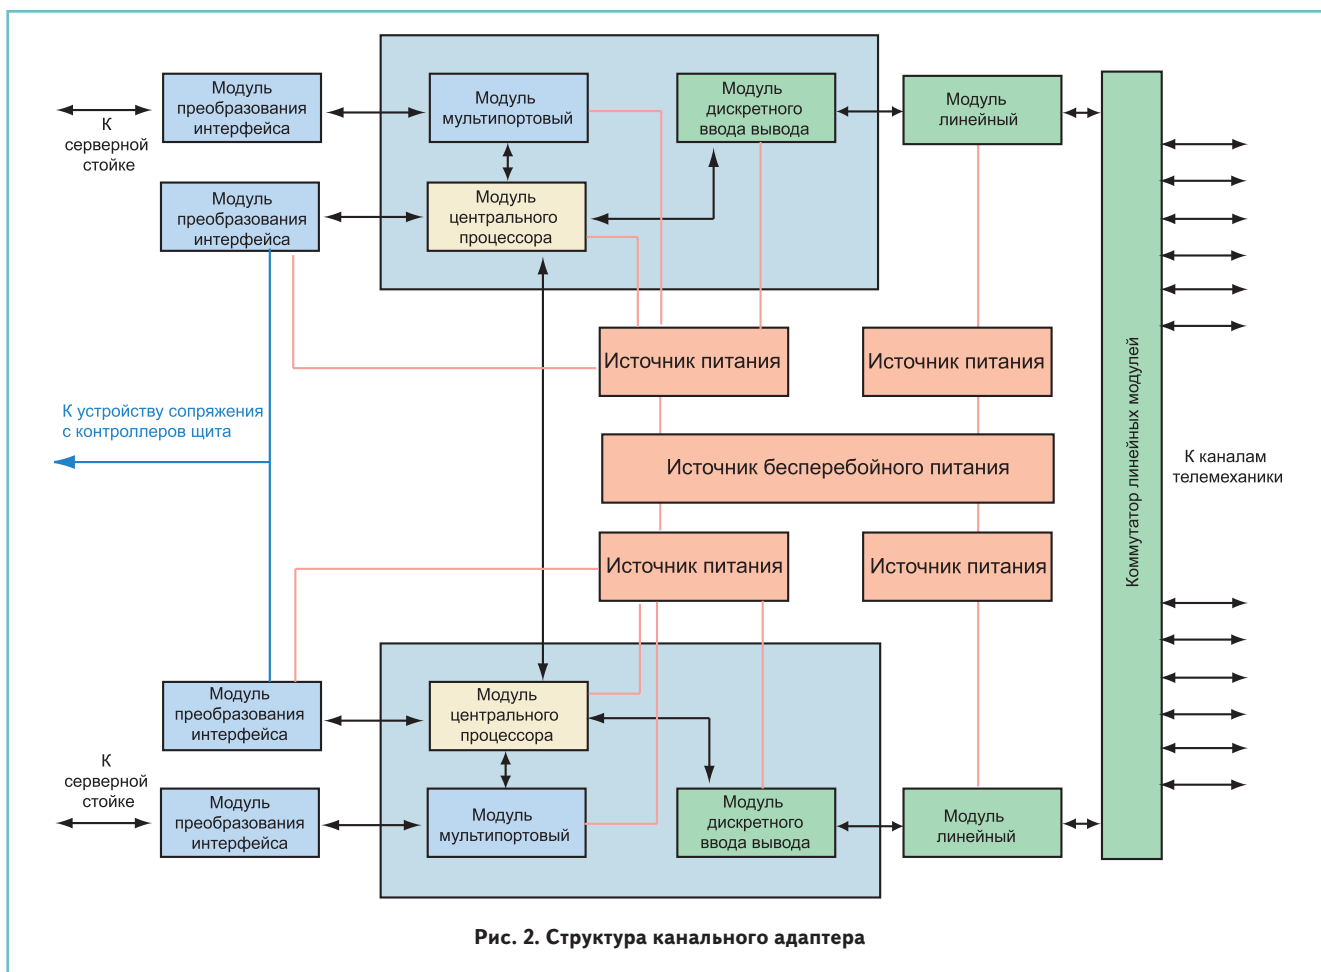 Модуль
преобразования
интерфейса
Модуль
мультипортовый
Модуль
дискретного
ввода вывода
Модуль
линейный
К
серверной
стойке
Модуль
преобразования
интерфейса
Модуль
центрального
процессора
Источник питания
Источник питания
К устройству сопряжения
с контроллеров щита
Источник бесперебойного питания
Коммутатор линейных модулей
К каналам
телемеханики
Источник питания
Источник питания
Модуль
преобразования
интерфейса
Модуль
центрального
процессора
К
серверной
стойке
Модуль
преобразования
интерфейса
Модуль
мультипортовый
Модуль
дискретного
ввода вывода
Модуль
линейный
Рис. 2. Структура канального адаптера